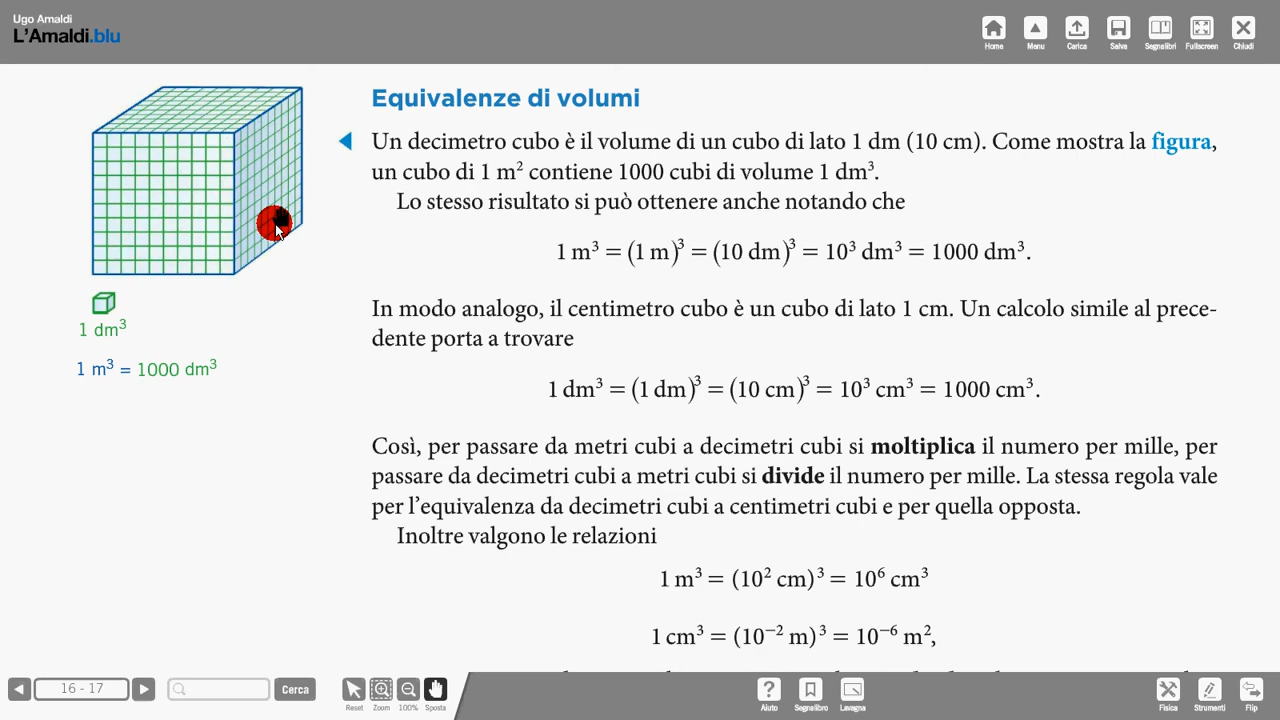 Ugo Amaldi
L'Amaldi.blu
Home Menu Carica Salva Segnalibri Fullscreen Chiudi
Equivalenze di volumi
Un decimetro cubo è il volume di un cubo di lato 1 dm (10 cm). Come mostra la figura,
un cubo di 1 m² contiene 1000 cubi di volume 1 dm³.
Lo stesso risultato si può ottenere anche notando che
1 m³ = (1 m)³ = (10 dm)³ = 10³ dm³ = 1000 dm³.
1 dm³
1 m³ = 1000 dm³
In modo analogo, il centimetro cubo è un cubo di lato 1 cm. Un calcolo simile al prece-
dente porta a trovare
1 dm³ = (1 dm)³ = (10 cm)³ = 10³ cm³ = 1000 cm³.
Così, per passare da metri cubi a decimetri cubi si moltiplica il numero per mille, per
passare da decimetri cubi a metri cubi si divide il numero per mille. La stessa regola vale
per l'equivalenza da decimetri cubi a centimetri cubi e per quella opposta.
Inoltre valgono le relazioni
1 m³ = (10² cm)³ = 10⁶ cm³
1 cm³ = (10⁻² m)³ = 10⁻⁶ m²,
16 - 17
Cerca
Reset Zoom 100% Sposta
Aiuto Segnalibro Lavagna
Fisica Strumenti Flip